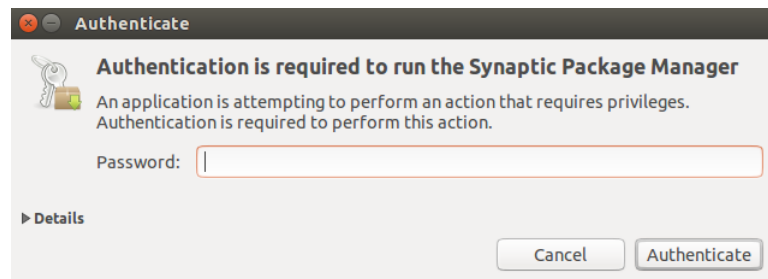 Authenticate
Authentication is required to run the Synaptic Package Manager
An application is attempting to perform an action that requires privileges.
Authentication is required to perform this action.
Password:
Details
Cancel Authenticate